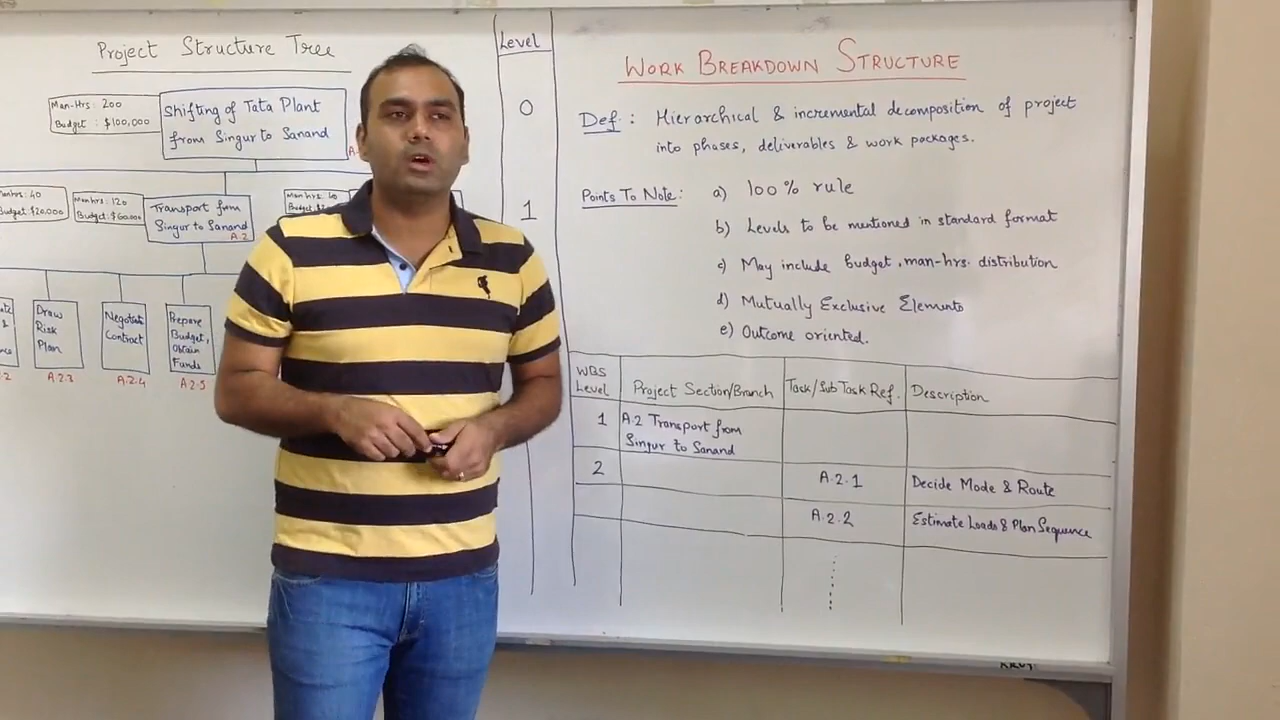 Project Structure Tree
Man-Hrs: 200
Budget : $100,000
Shifting of Tata Plant
from Singur to Sanand
Manhrs: 40
Budget $20,000
Manhrs: 120
Budget: $60,000
Transport from
Singur to Sanand
A.2
Man hrs: 40
Draw
Risk
Plan
A.2.3
Negotiate
Contract
A.2.4
Prepare
Budget,
Obtain
Funds
A.2.5
Level
0
1
WORK BREAKDOWN STRUCTURE
Def. : Hierarchical & incremental decomposition of project
into phases, deliverables & work packages.
Points To Note :
a) 100 % rule
b) Levels to be mentioned in standard format
c) May include budget, man-hrs. distribution
d) Mutually Exclusive Elements
e) Outcome oriented.
WBS Level
Project Section/Branch
Task/Sub Task Ref.
Description
1
A.2 Transport from
Singur to Sanand
2
A.2.1
Decide Mode & Route
A.2.2
Estimate Loads & Plan Sequence